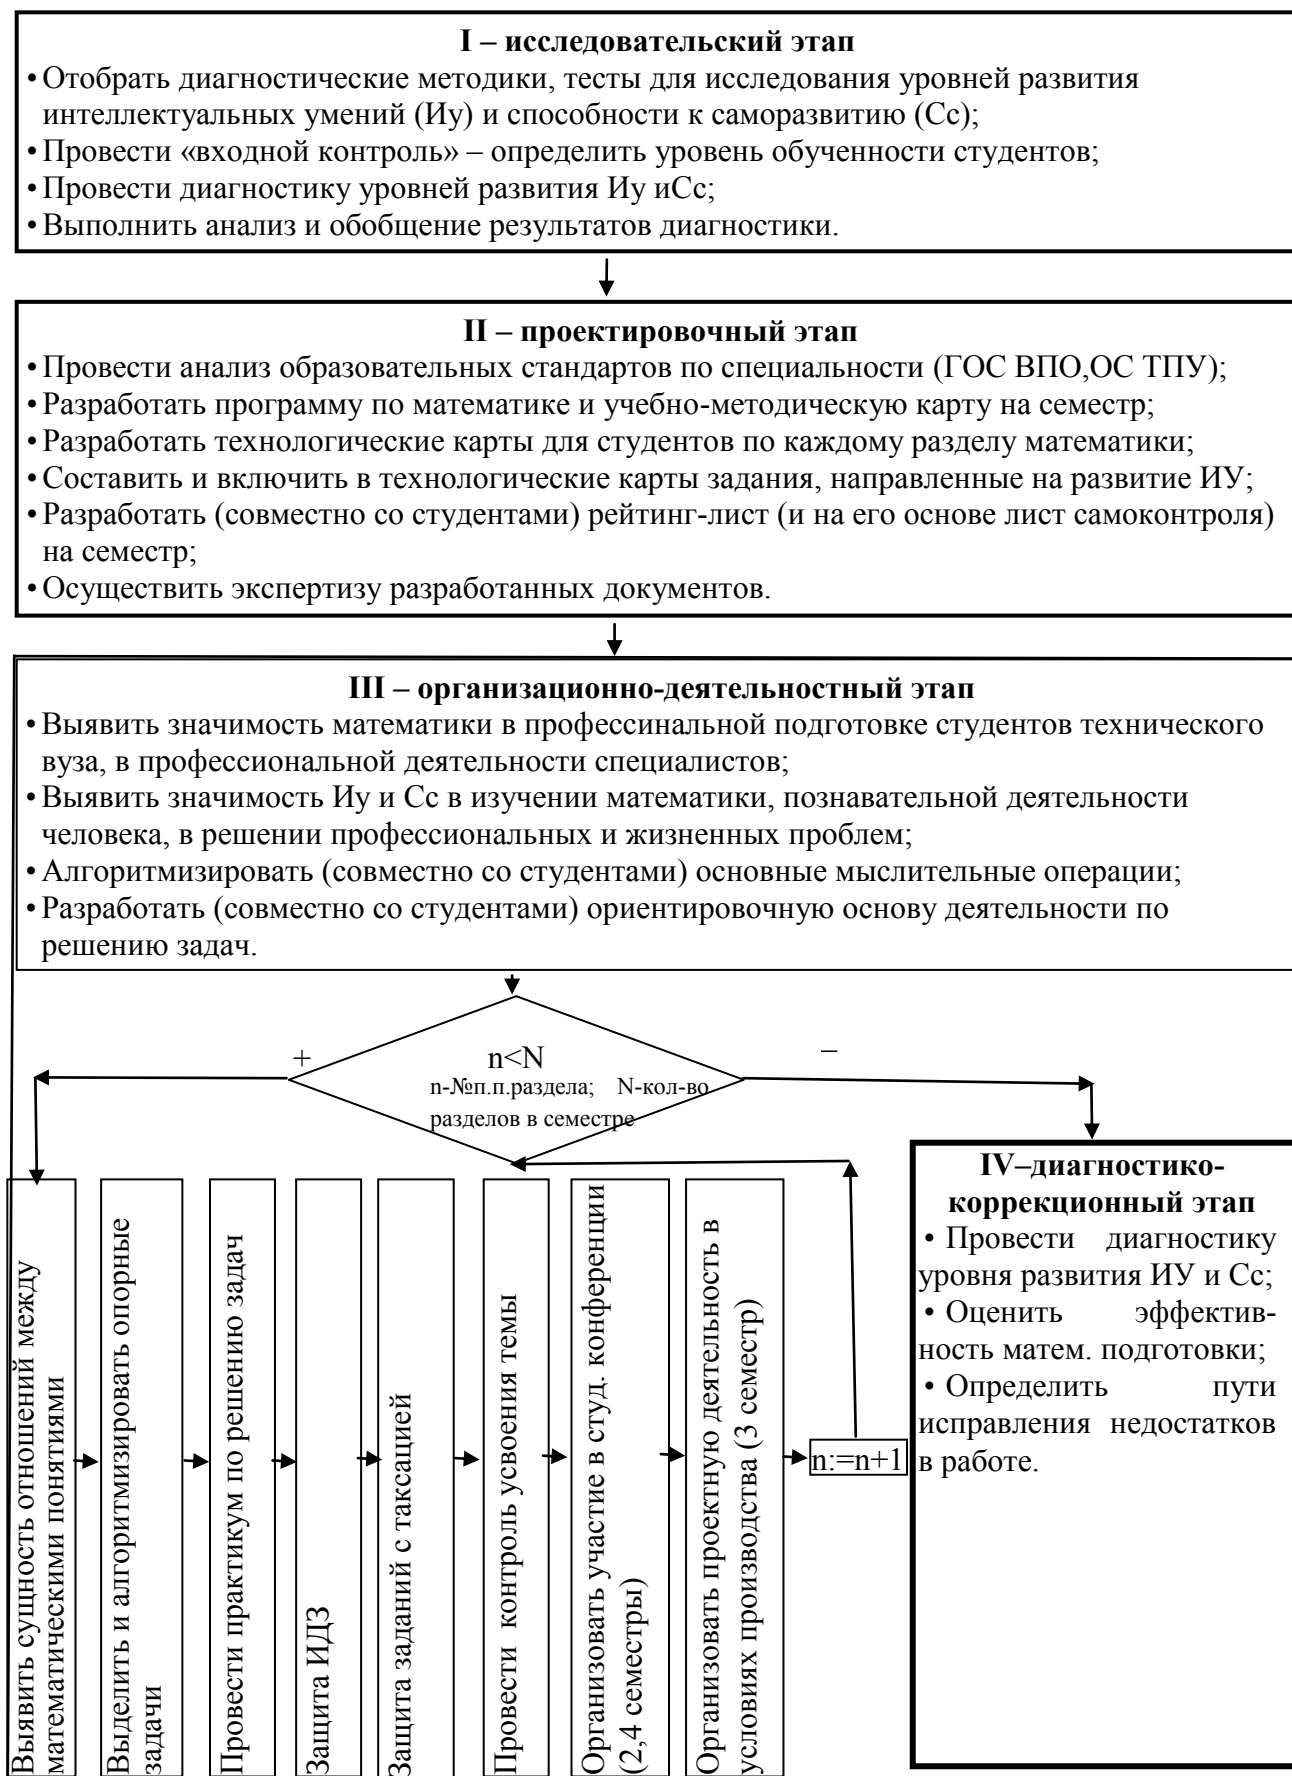 I – исследовательский этап
• Отобрать диагностические методики, тесты для исследования уровней развития
интеллектуальных умений (Иу) и способности к саморазвитию (Сс);
• Провести «входной контроль» – определить уровень обученности студентов;
• Провести диагностику уровней развития Иу иСс;
• Выполнить анализ и обобщение результатов диагностики.
II – проектировочный этап
• Провести анализ образовательных стандартов по специальности (ГОС ВПО,ОС ТПУ);
• Разработать программу по математике и учебно-методическую карту на семестр;
• Разработать технологические карты для студентов по каждому разделу математики;
• Составить и включить в технологические карты задания, направленные на развитие ИУ;
• Разработать (совместно со студентами) рейтинг-лист (и на его основе лист самоконтроля)
на семестр;
• Осуществить экспертизу разработанных документов.
III – организационно-деятельностный этап
• Выявить значимость математики в профессинальной подготовке студентов технического
вуза, в профессиональной деятельности специалистов;
• Выявить значимость Иу и Сс в изучении математики, познавательной деятельности
человека, в решении профессиональных и жизненных проблем;
• Алгоритмизировать (совместно со студентами) основные мыслительные операции;
• Разработать (совместно со студентами) ориентировочную основу деятельности по
решению задач.
+
n<N
n-№п.п.раздела; N-кол-во
разделов в семестре
–
Выявить сущность отношений между
математическими понятиями
Выделить и алгоритмизировать опорные
задачи
Провести практикум по решению задач
Защита ИДЗ
Защита заданий с таксацией
Провести контроль усвоения темы
Организовать участие в студ. конференции
(2,4 семестры)
Организовать проектную деятельность в
условиях производства (3 семестр)
n:=n+1
IV–диагностико-
коррекционный этап
• Провести диагностику
уровня развития ИУ и Сс;
• Оценить эффектив-
ность матем. подготовки;
• Определить пути
исправления недостатков
в работе.